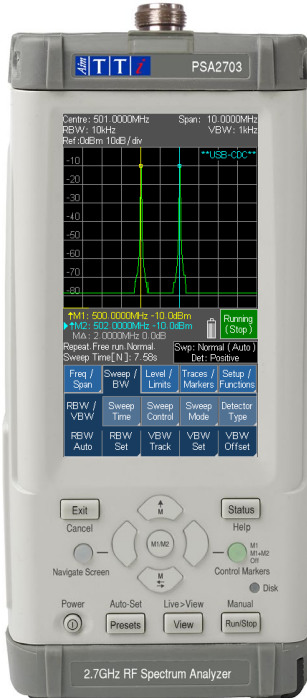 Aim TTi PSA2703
Centre: 501.0000MHz Span: 10.0000MHz
RBW: 10kHz VBW: 1kHz
Ref:0dBm 10dB/div
**USB-CDC**
-10
-20
-30
-40
-50
-60
-70
-80
↑M1: 500.0000MHz -10.0dBm
▶↑M2: 502.0000MHz -10.0dBm
MΔ: 2.0000MHz 0.0dB
Running
(Stop)
Repeat.Free run.Normal.
Sweep Time[N]: 7.58s
Swp: Normal (Auto)
Det: Positive
Freq / Span
Sweep / BW
Level / Limits
Traces / Markers
Setup / Functions
RBW / VBW
Sweep Time
Sweep Control
Sweep Mode
Detector Type
RBW Auto
RBW Set
VBW Track
VBW Set
VBW Offset
Exit
Cancel
M
Status
Help
M1/M2
M1
M1+M2
Off
Navigate Screen
M
Control Markers
Disk
Power
Auto-Set
Live>View
Manual
Presets
View
Run/Stop
2.7GHz RF Spectrum Analyzer